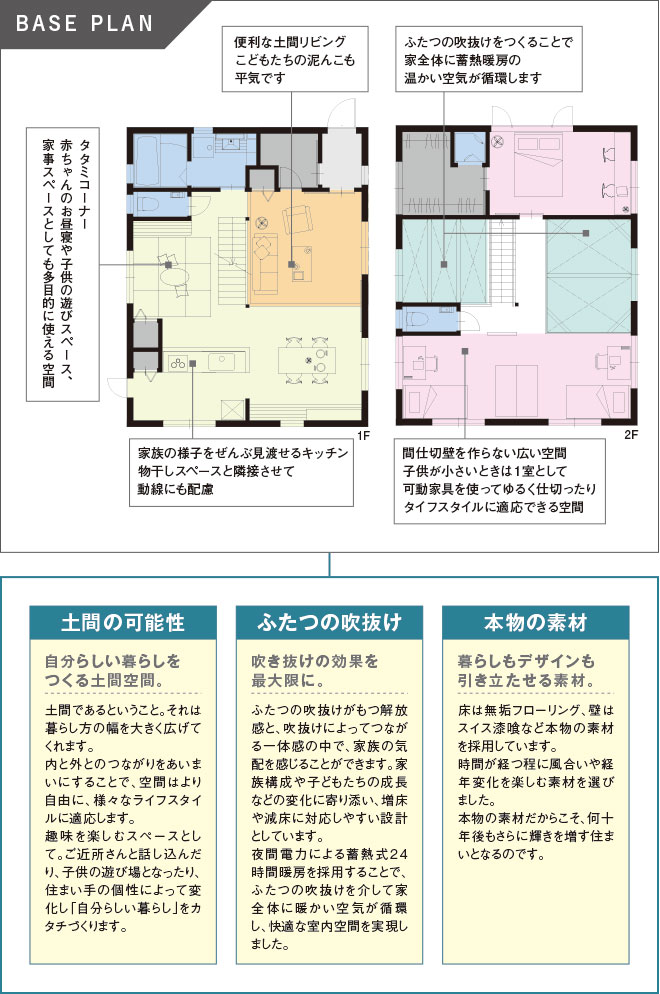 BASE PLAN
便利な土間リビング
こどもたちの泥んこも
平気です
ふたつの吹抜けをつくることで
家全体に蓄熱暖房の
温かい空気が循環します
タタミコーナー
赤ちゃんのお昼寝や子供の遊びスペース、
家事スペースとしても多目的に使える空間
1F
2F
家族の様子をぜんぶ見渡せるキッチン
物干しスペースと隣接させて
動線にも配慮
間仕切壁を作らない広い空間
子供が小さいときは1室として
可動家具を使ってゆるく仕切ったり
タイフスタイルに適応できる空間
土間の可能性
自分らしい暮らしを
つくる土間空間。
土間であるということ。それは
暮らし方の幅を大きく広げて
くれます。
内と外とのつながりをあいま
いにすることで、空間はより
自由に、様々なライフスタイ
ルに適応します。
趣味を楽しむスペースとし
て。ご近所さんと話し込んだ
り、子供の遊び場となったり、
住まい手の個性によって変
化し「自分らしい暮らし」をカ
タチづくります。
ふたつの吹抜け
吹き抜けの効果を
最大限に。
ふたつの吹抜けがもつ解放
感と、吹抜けによってつなが
る一体感の中で、家族の気
配を感じることができます。家
族構成や子どもたちの成長
などの変化に寄り添い、増床
や減床に対応しやすい設計
としています。
夜間電力による蓄熱式24
時間暖房を採用することで、
ふたつの吹抜けを介して家
全体に暖かい空気が循環
し、快適な室内空間を実現し
ました。
本物の素材
暮らしもデザインも
引き立たせる素材。
床は無垢フローリング、壁は
スイス漆喰など本物の素材
を採用しています。
時間が経つ程に風合いや経
年変化を楽しむ素材を選び
ました。
本物の素材だからこそ、何十
年後もさらに輝きを増す住ま
いとなるのです。